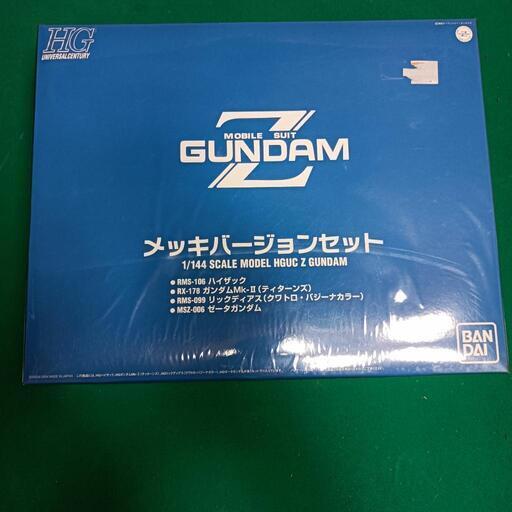 HG
UNIVERSAL CENTURY
MOBILE SUIT
Z GUNDAM
メッキバージョンセット
1/144 SCALE MODEL HGUC Z GUNDAM
● RMS-106 ハイザック
● RX-178 ガンダムMk-Ⅱ（ティターンズ）
● RMS-099 リックディアス（クワトロ・バジーナカラー）
● MSZ-006 ゼータガンダム
BAN
DAI